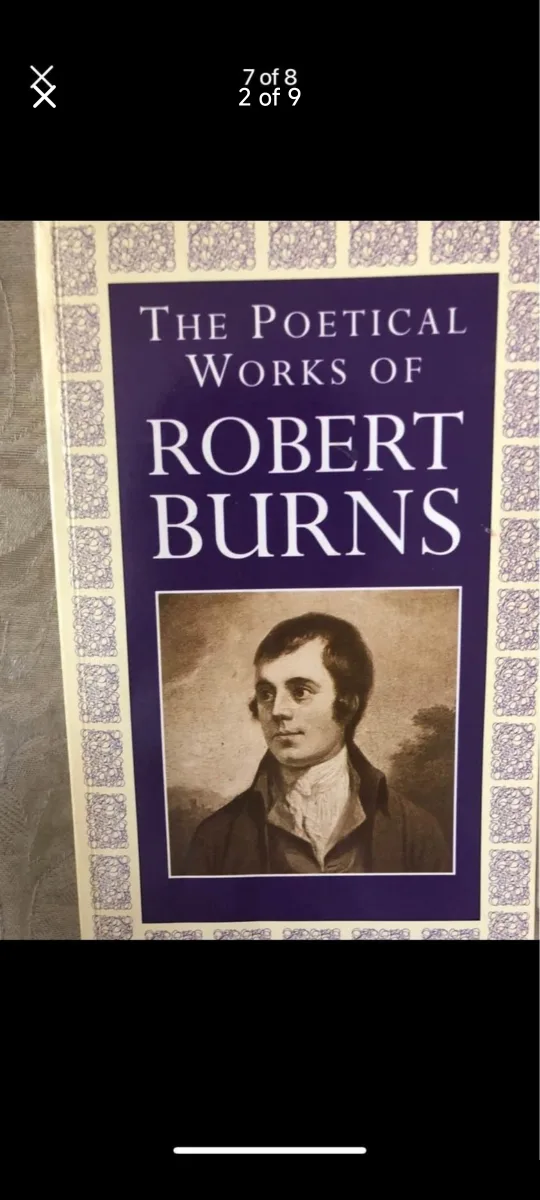 7 of 8
2 of 9
THE POETICAL
WORKS OF
ROBERT
BURNS